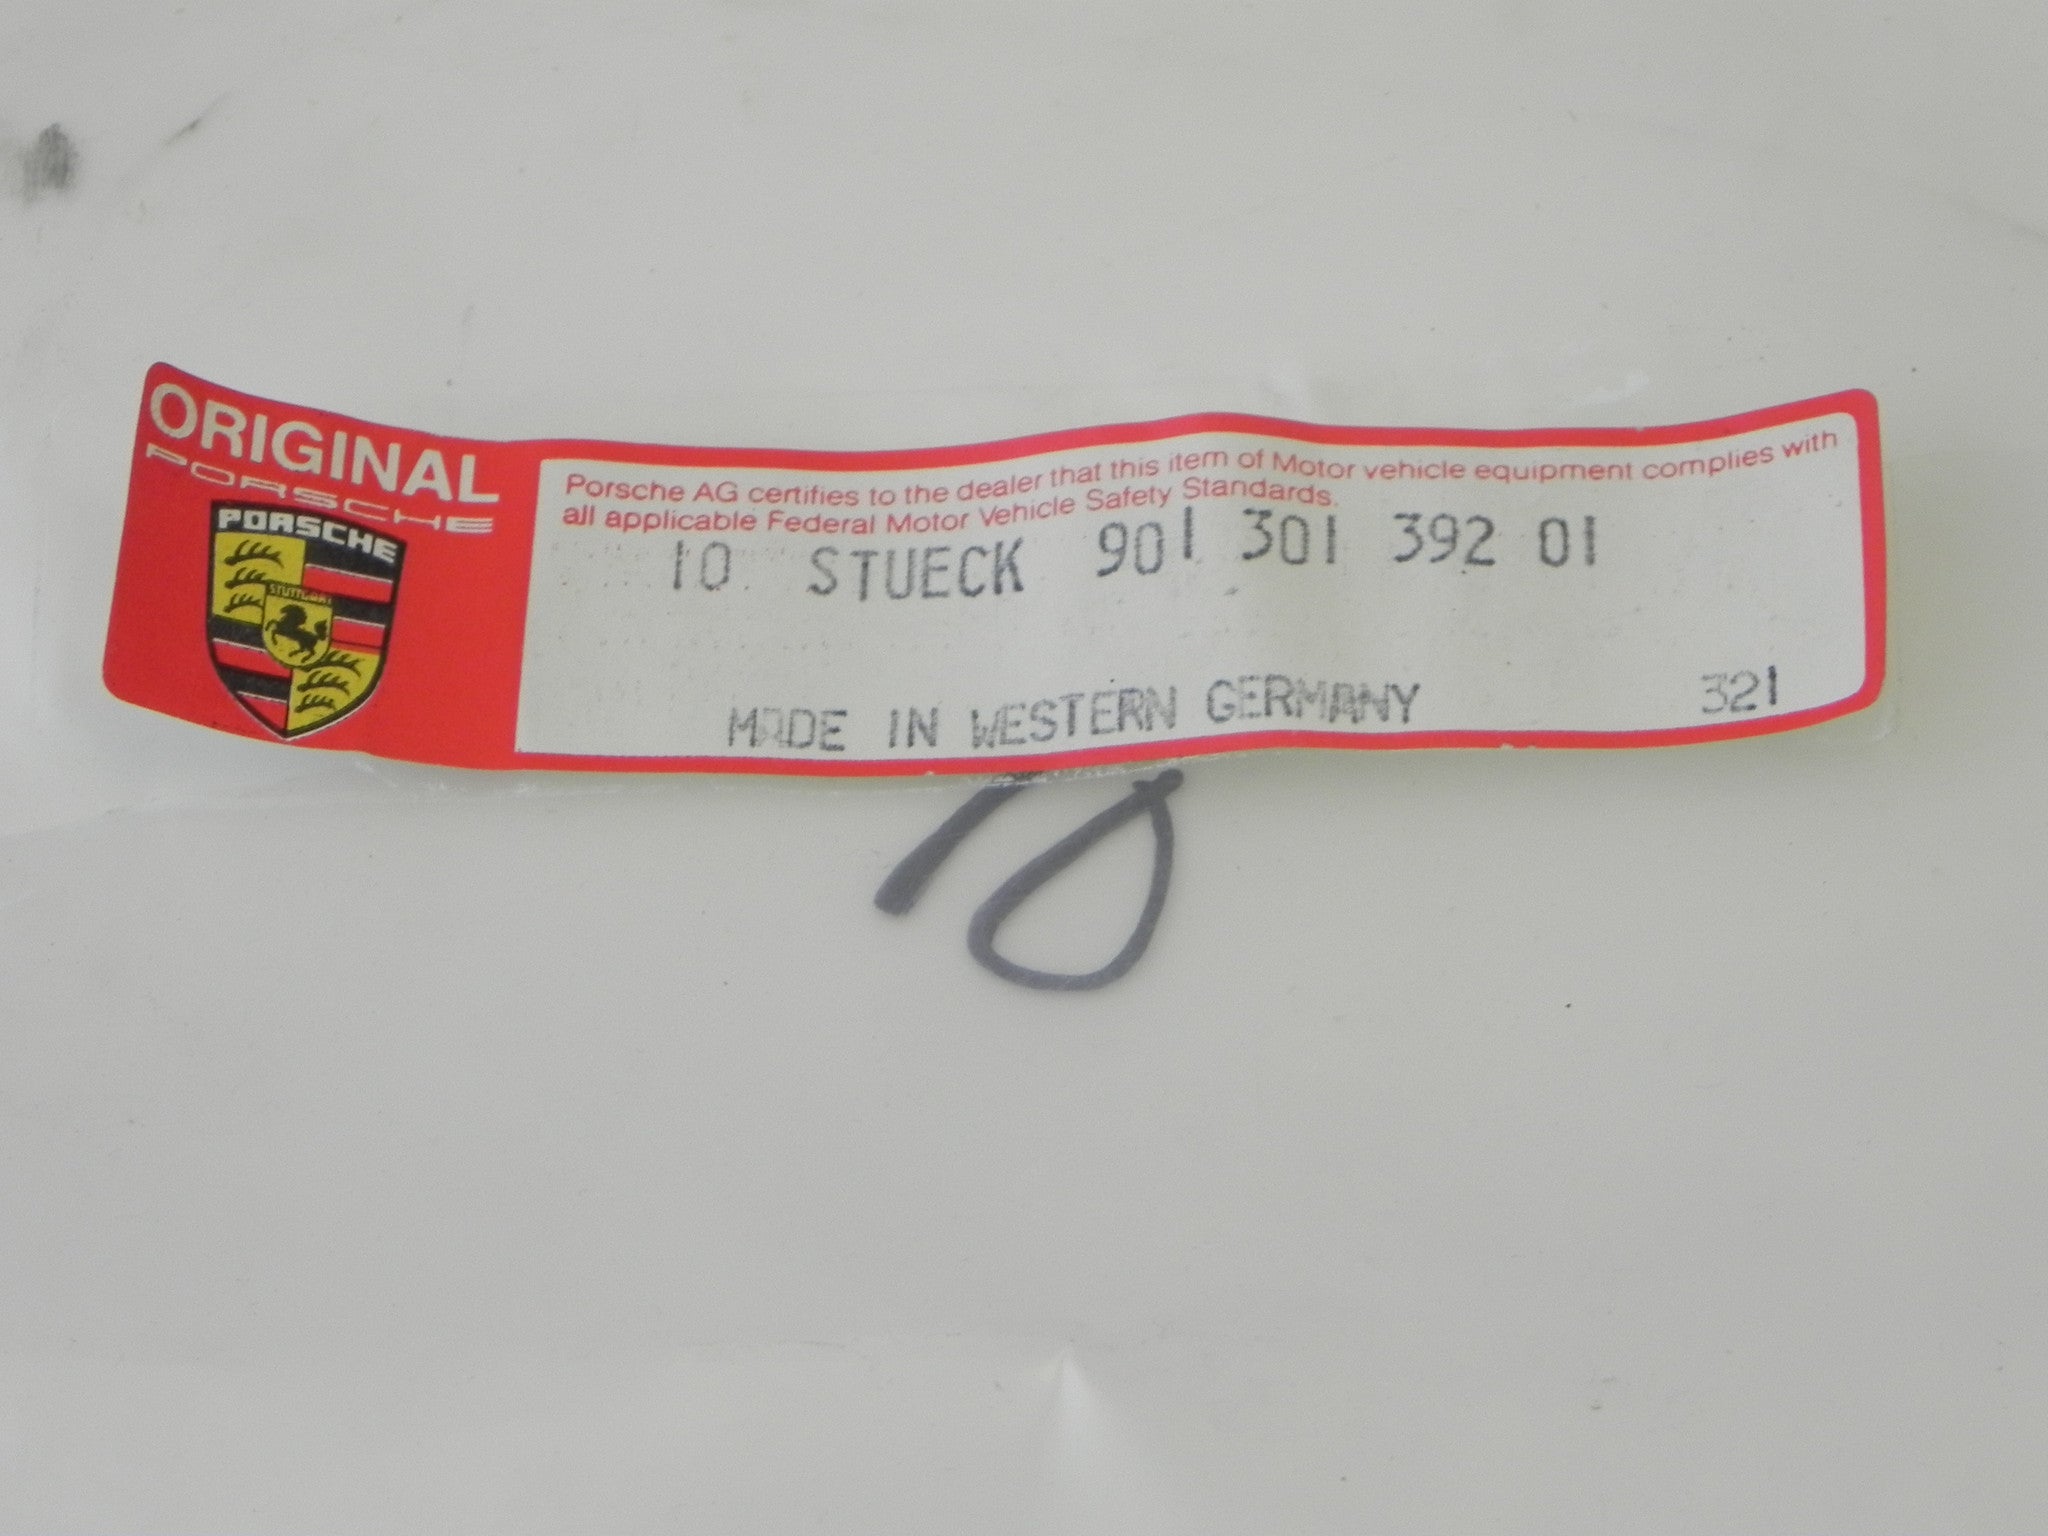 ORIGINAL
PORSCHE
PORSCHE
STUTTGART
Porsche AG certifies to the dealer that this item of Motor vehicle equipment complies with
all applicable Federal Motor Vehicle Safety Standards.
10 STUECK 901 301 392 01
MADE IN WESTERN GERMANY 321